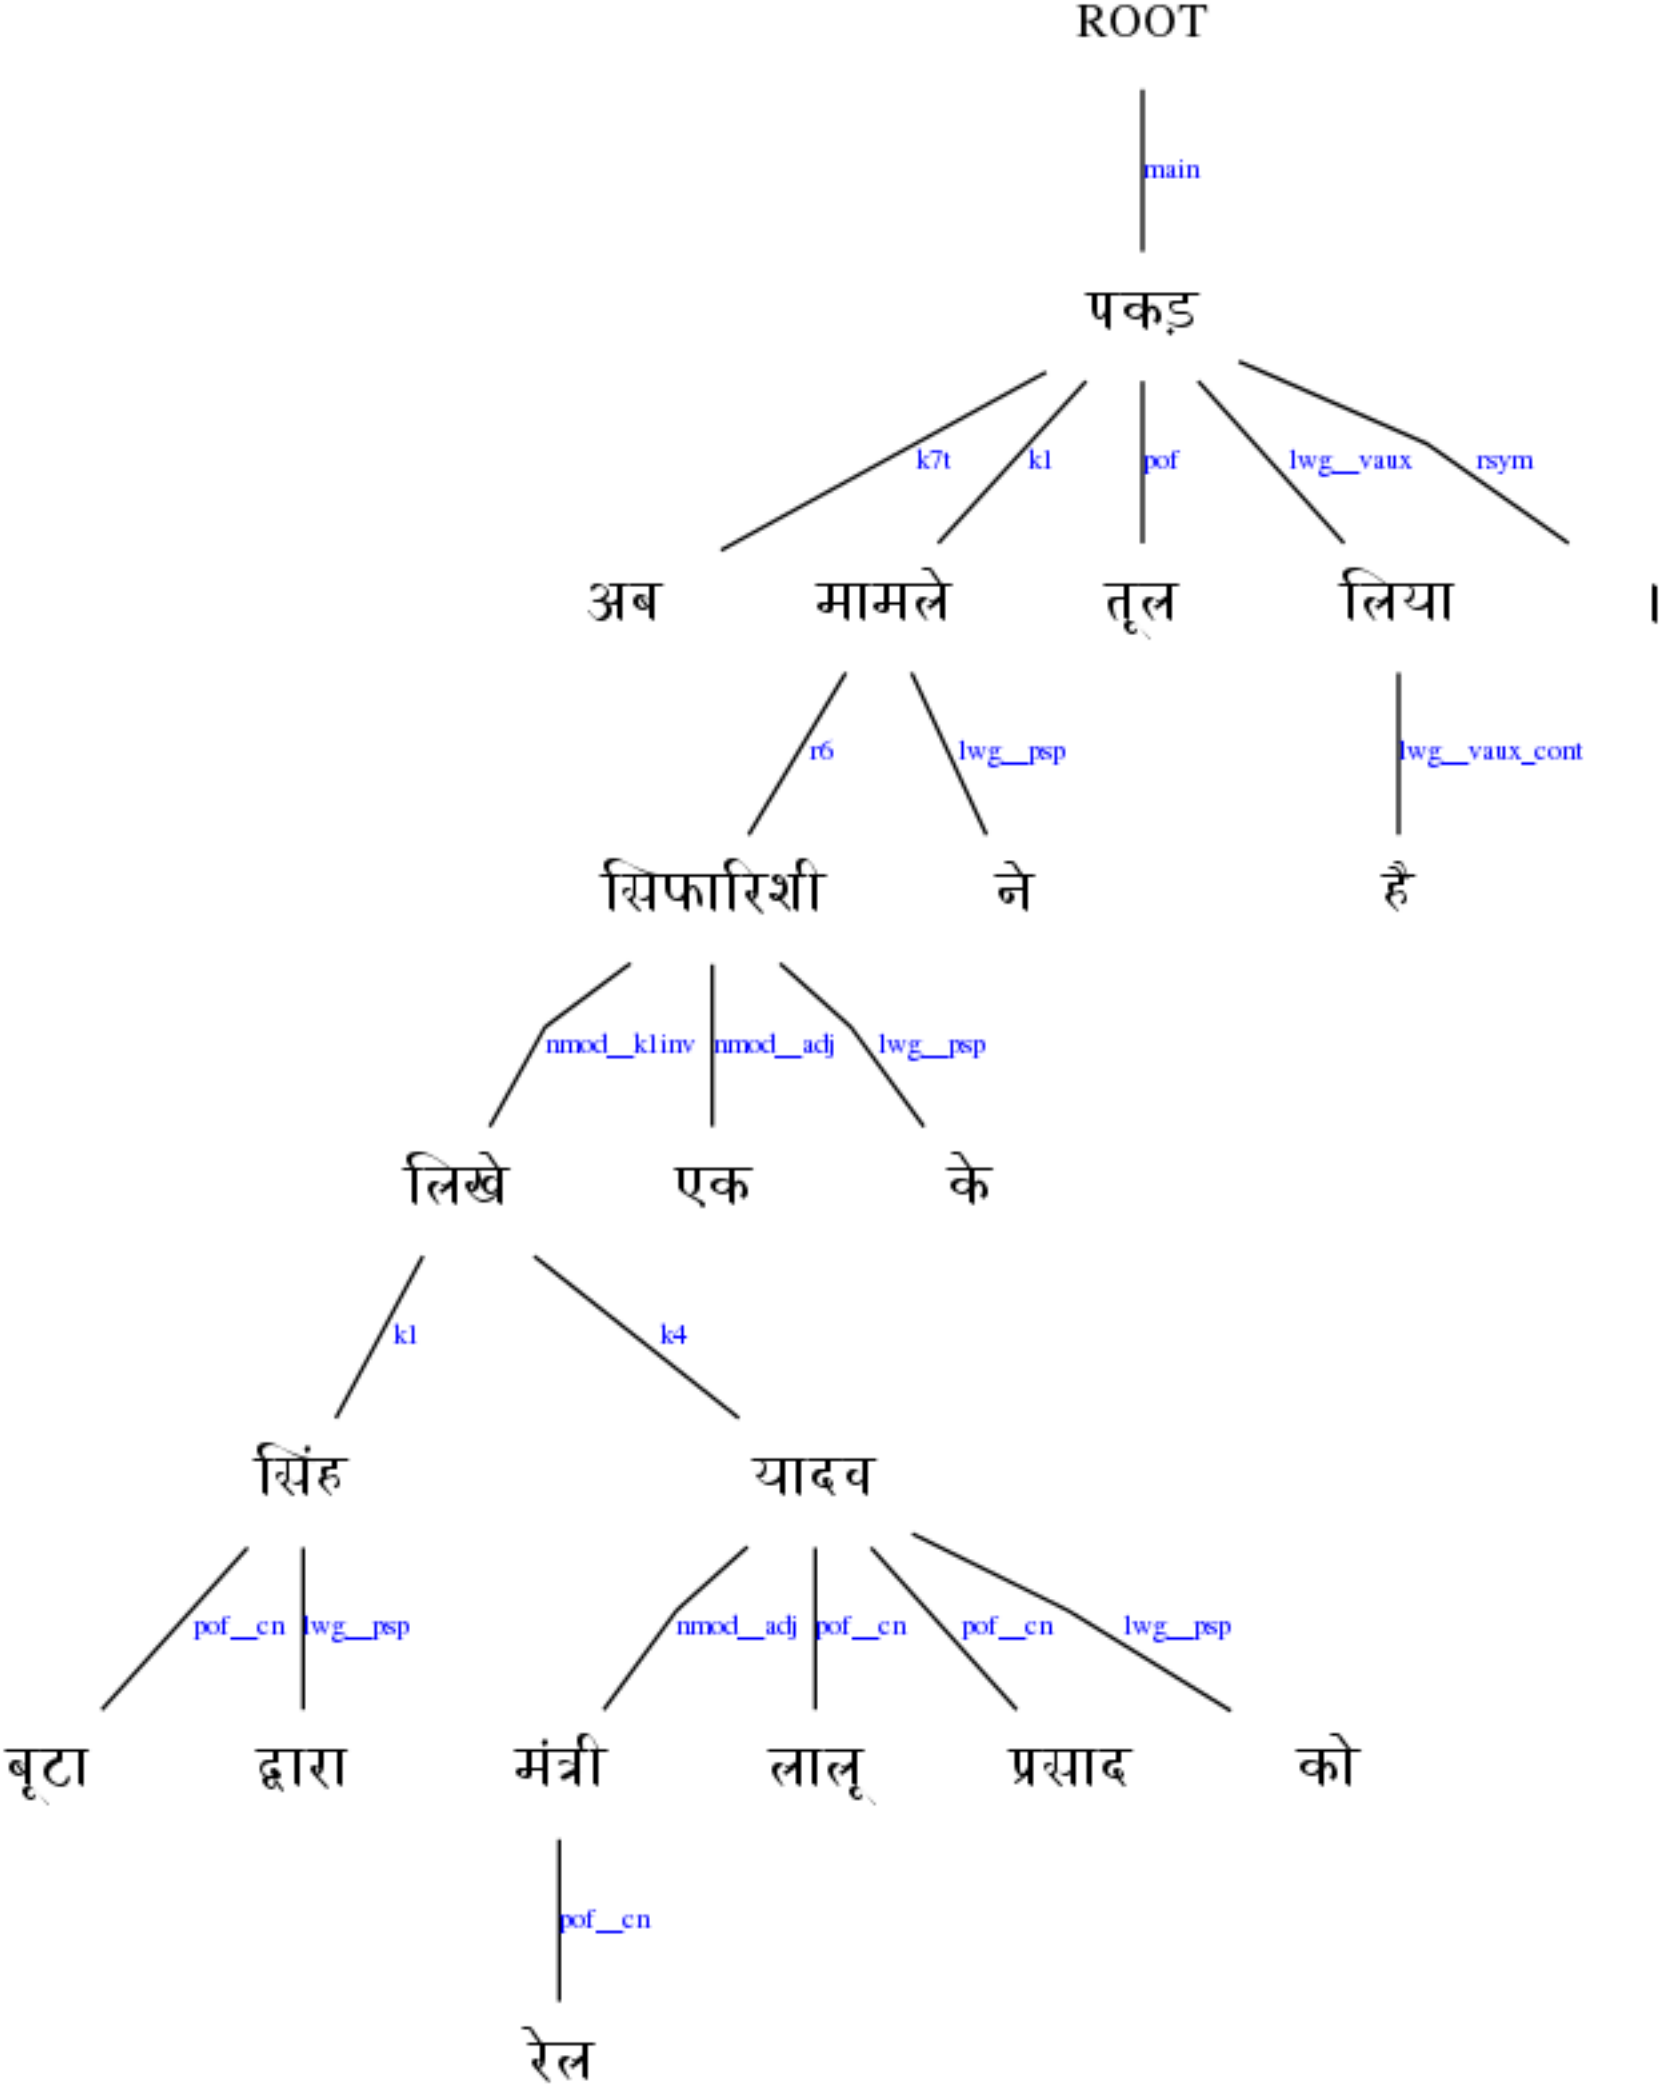 ROOT
main
पकड़
k7t k1 pof lwg__vaux rsym
अब मामले तूल लिया ।
r6 lwg__psp lwg__vaux_cont
सिफारिशी ने है
nmod__k1inv nmod__adj lwg__psp
लिखे एक के
k1 k4
सिंह यादव
pof__cn lwg__psp nmod__adj pof__cn pof__cn lwg__psp
बूटा द्वारा मंत्री लालू प्रसाद को
pof__cn
रेल